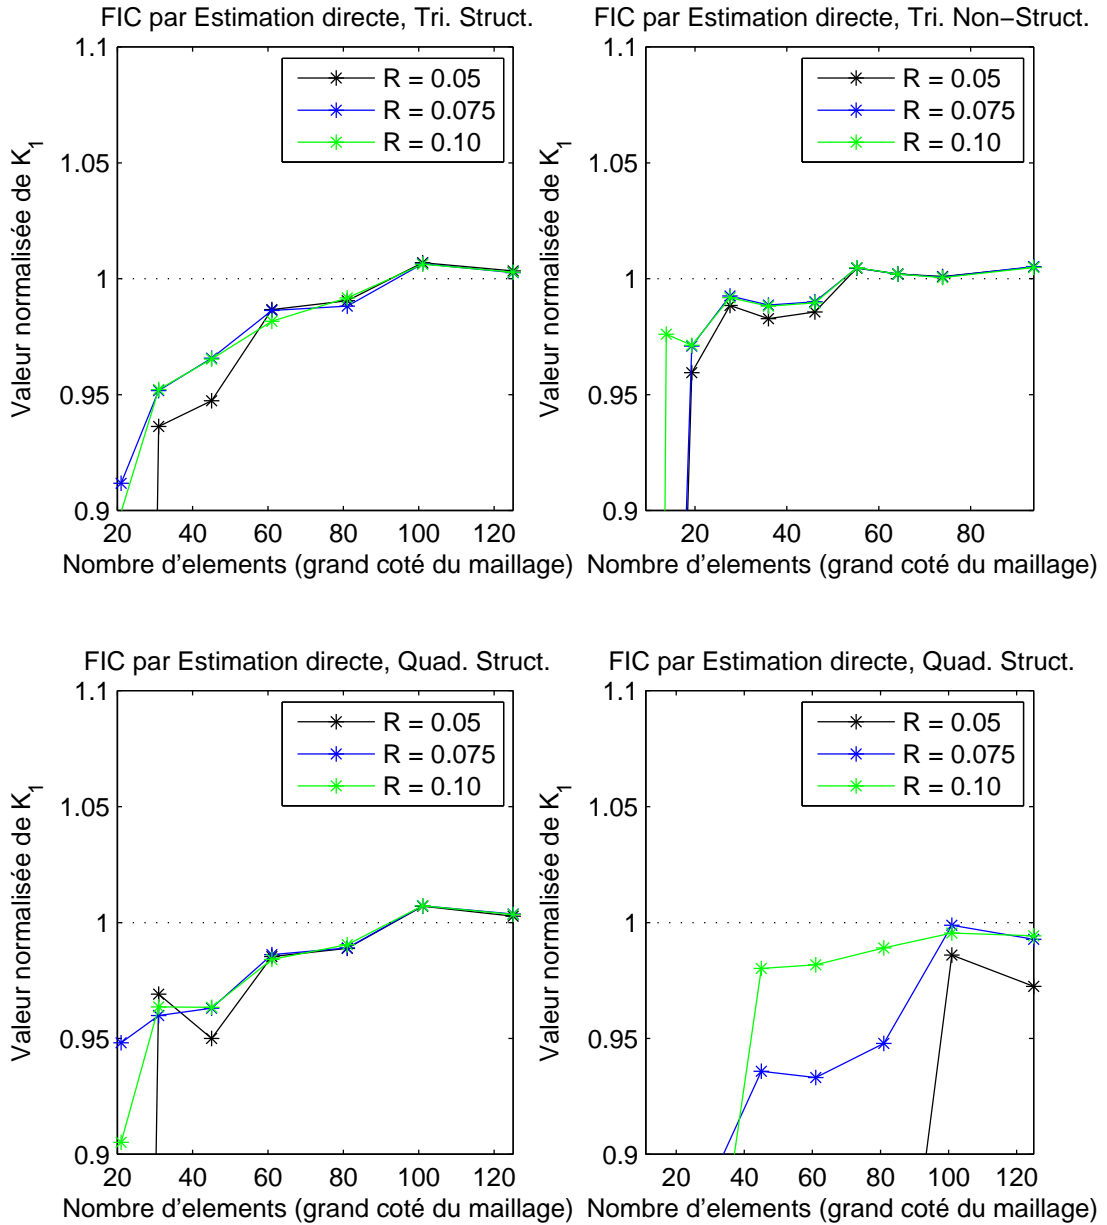 FIC par Estimation directe, Tri. Struct.
1.1
1.05
1
0.95
0.9
Valeur normalisée de K1
R = 0.05
R = 0.075
R = 0.10
20 40 60 80 100 120
Nombre d'elements (grand coté du maillage)
FIC par Estimation directe, Tri. Non−Struct.
1.1
1.05
1
0.95
0.9
Valeur normalisée de K1
R = 0.05
R = 0.075
R = 0.10
20 40 60 80
Nombre d'elements (grand coté du maillage)
FIC par Estimation directe, Quad. Struct.
1.1
1.05
1
0.95
0.9
Valeur normalisée de K1
R = 0.05
R = 0.075
R = 0.10
20 40 60 80 100 120
Nombre d'elements (grand coté du maillage)
FIC par Estimation directe, Quad. Struct.
1.1
1.05
1
0.95
0.9
Valeur normalisée de K1
R = 0.05
R = 0.075
R = 0.10
20 40 60 80 100 120
Nombre d'elements (grand coté du maillage)